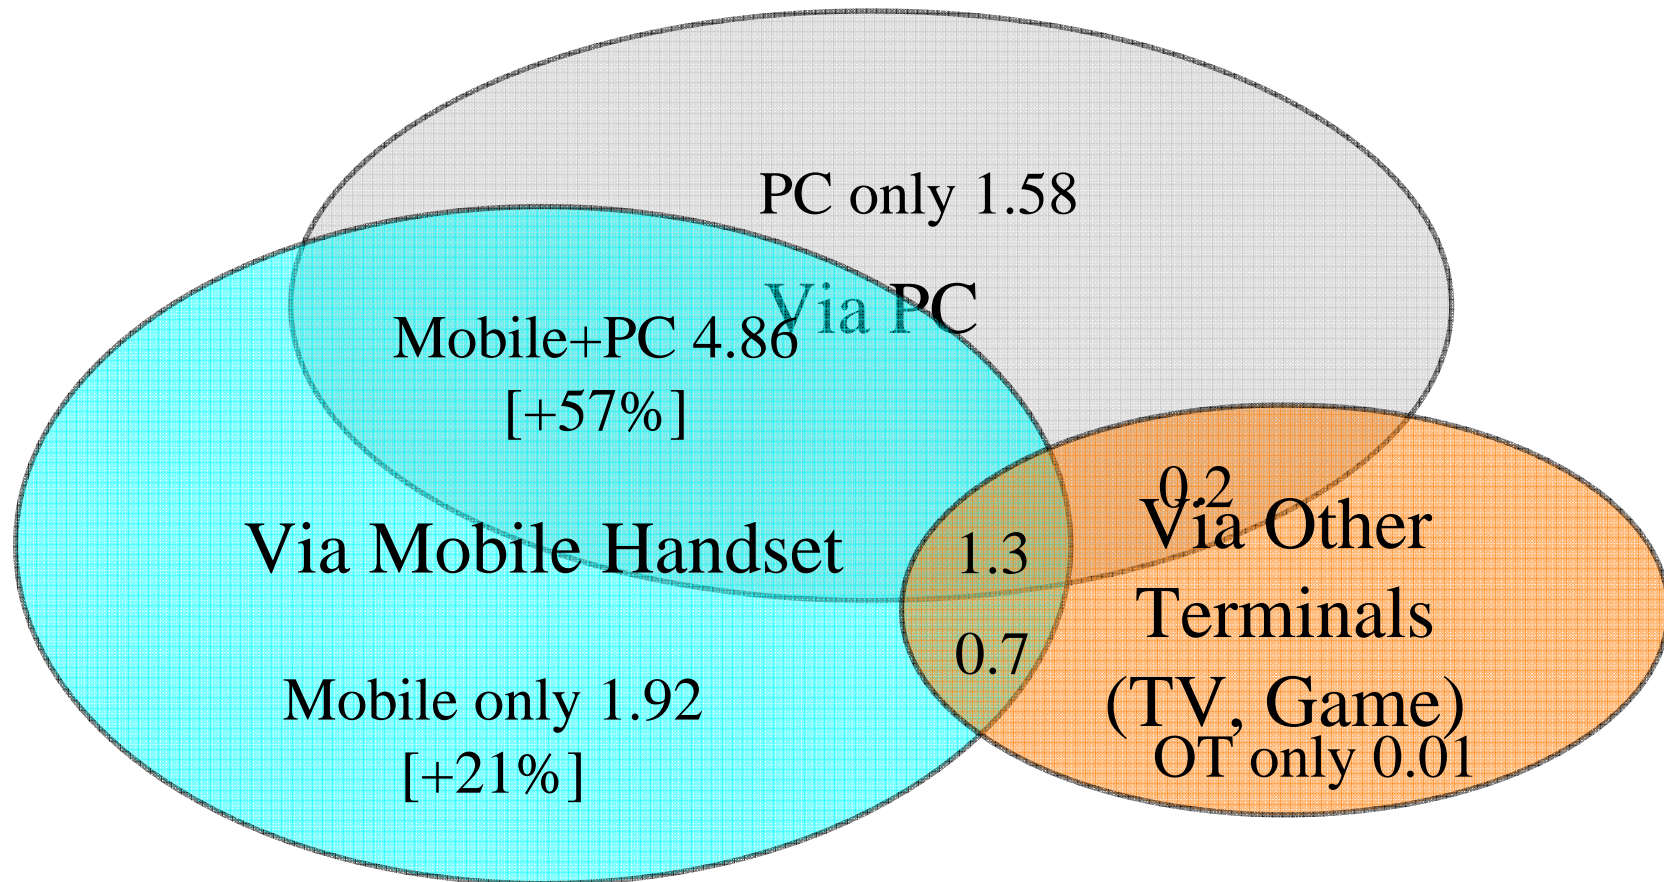 PC only 1.58
Via PC
Mobile+PC 4.86
[+57%]
0.2
Via Other
Terminals
(TV, Game)
OT only 0.01
Via Mobile Handset
1.3
0.7
Mobile only 1.92
[+21%]